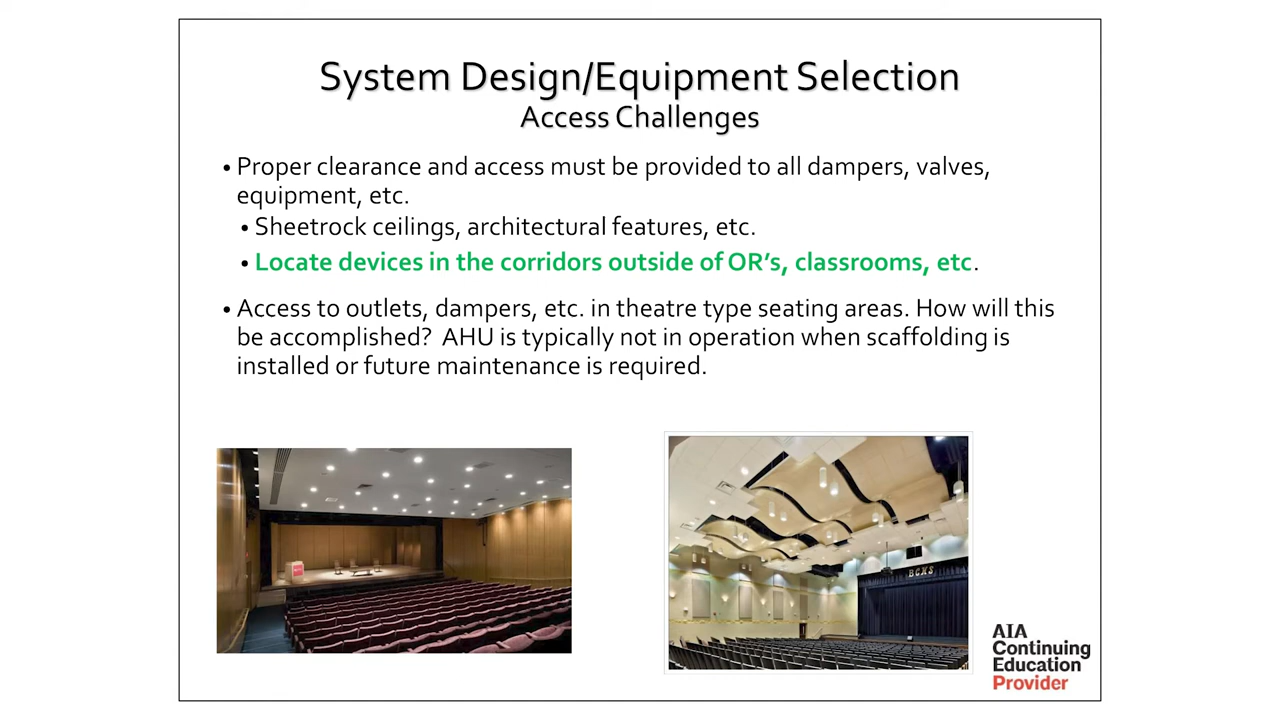 System Design/Equipment Selection
Access Challenges
• Proper clearance and access must be provided to all dampers, valves,
equipment, etc.
• Sheetrock ceilings, architectural features, etc.
• Locate devices in the corridors outside of OR's, classrooms, etc.
• Access to outlets, dampers, etc. in theatre type seating areas. How will this
be accomplished? AHU is typically not in operation when scaffolding is
installed or future maintenance is required.
BCHS
AIA
Continuing
Education
Provider